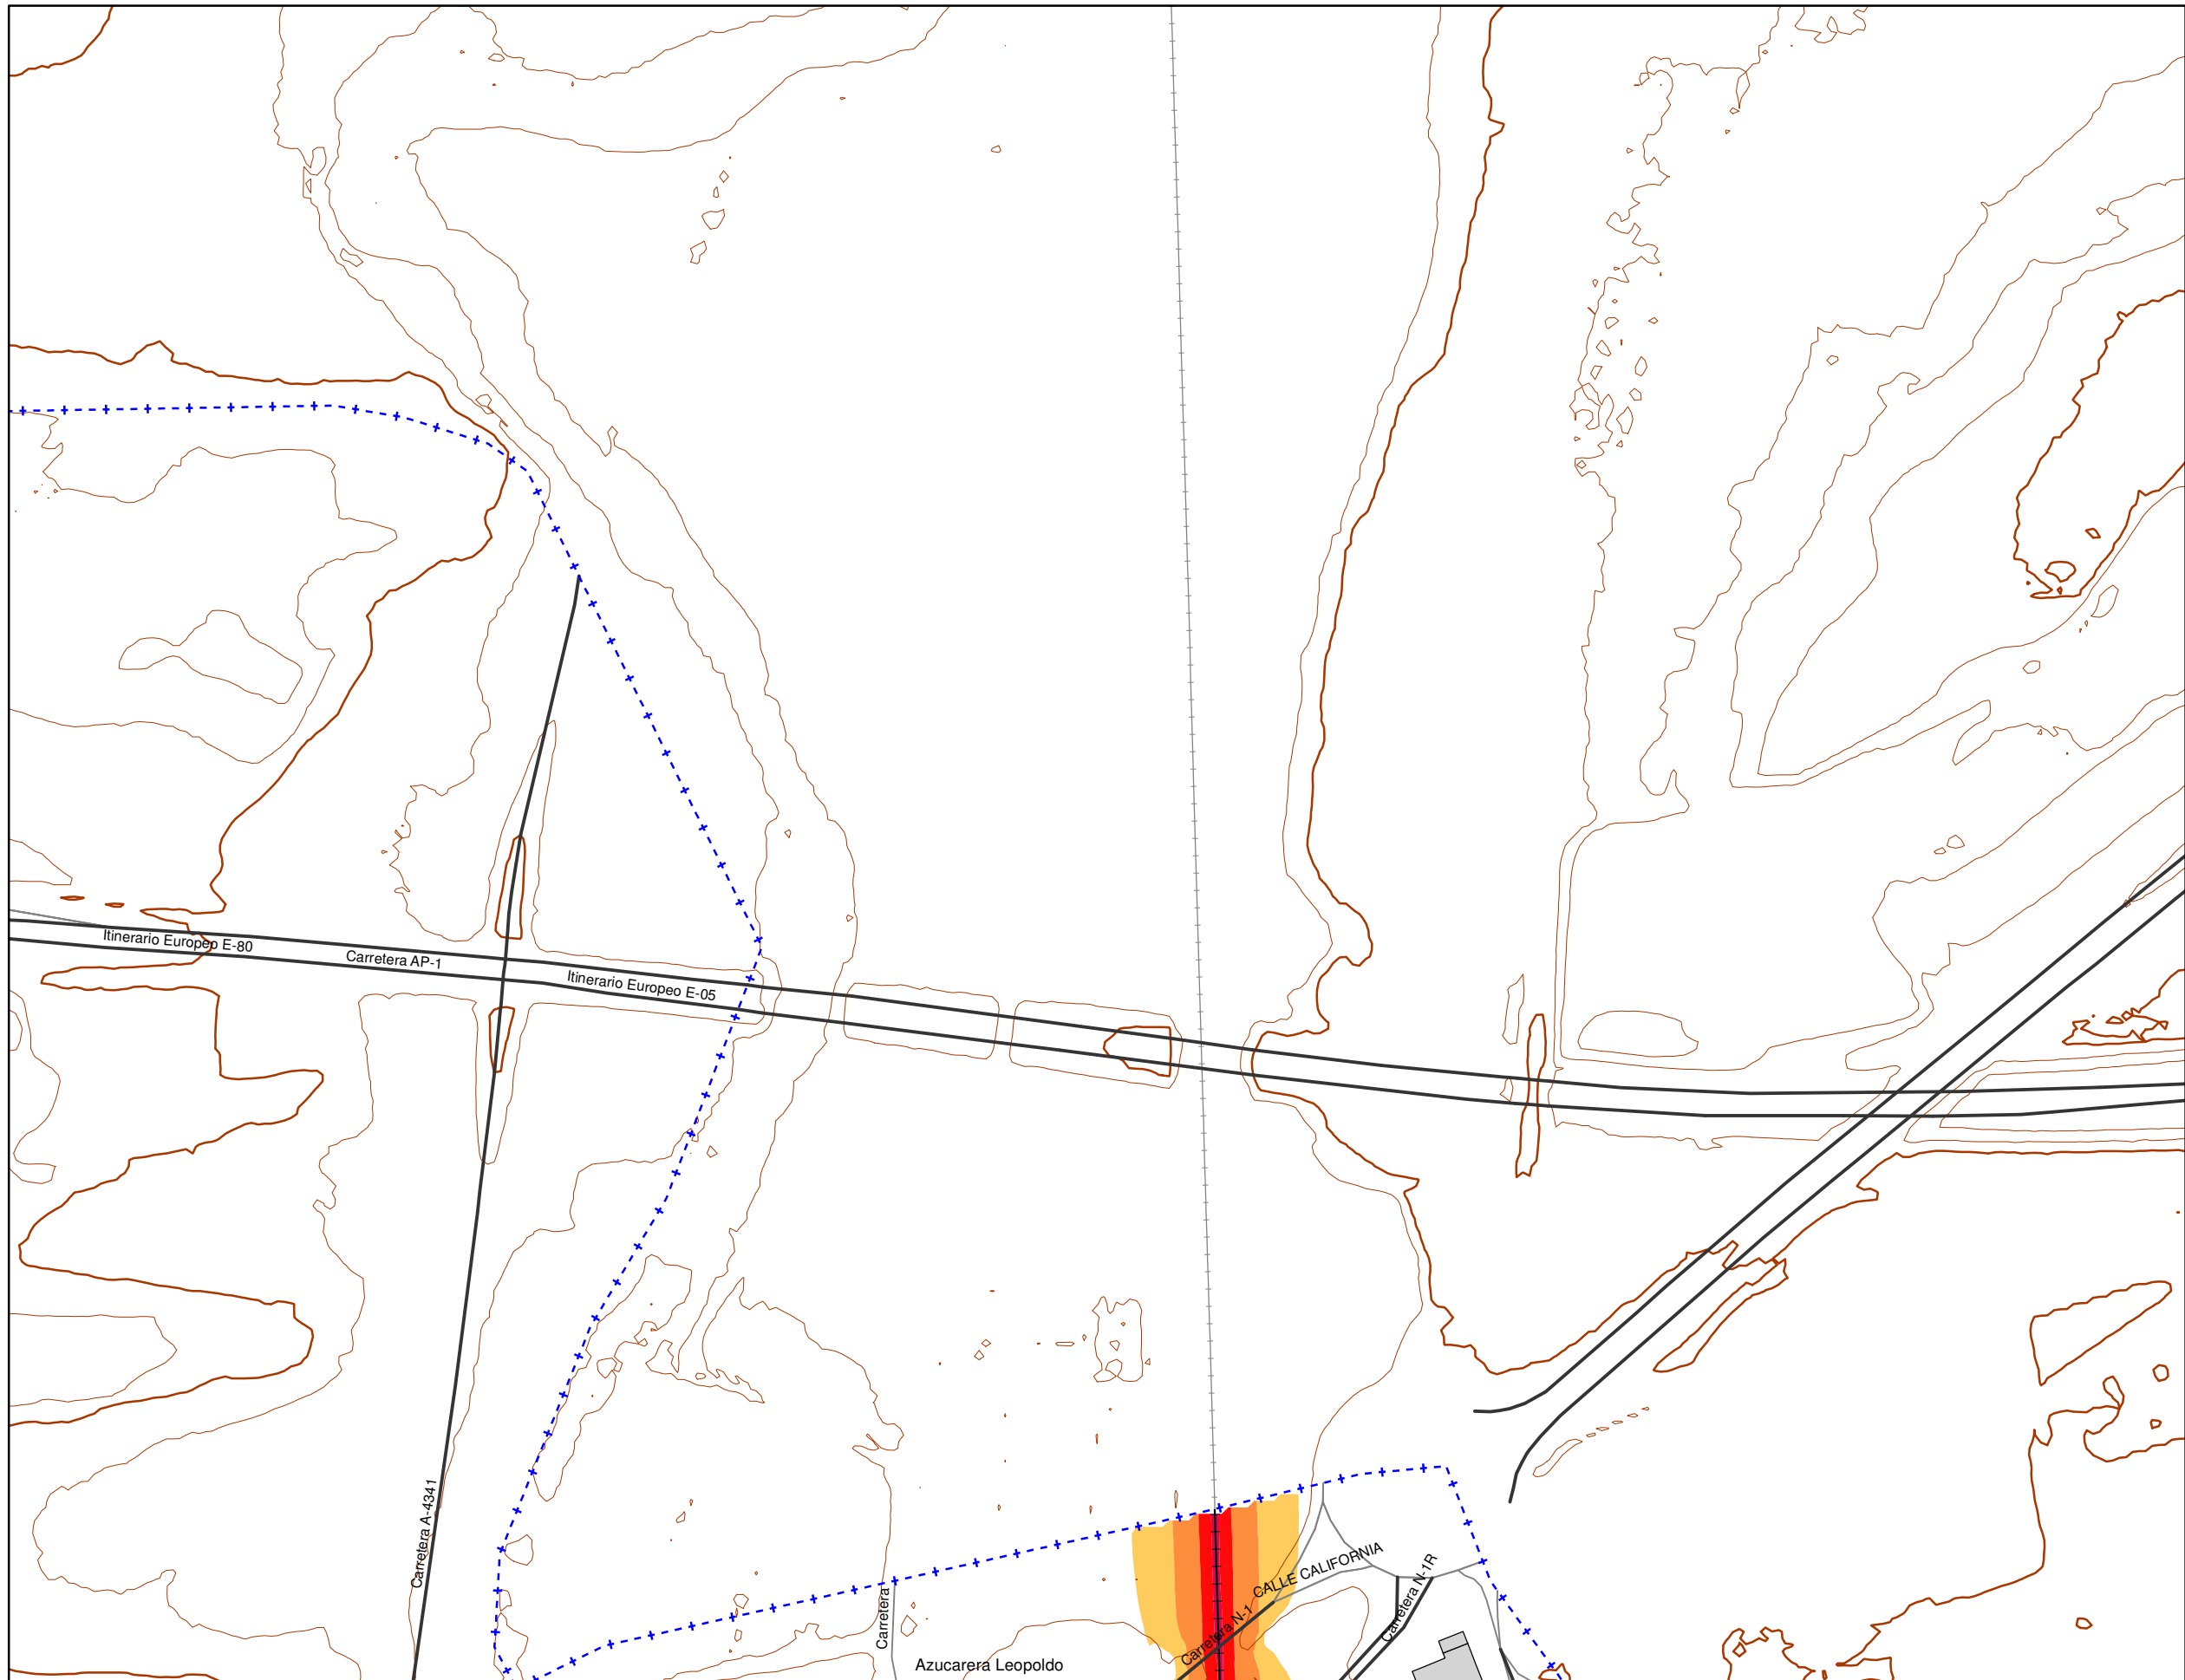 Itinerario Europeo E-80
Carretera AP-1
Itinerario Europeo E-05
Carretera A-4341
CALLE CALIFORNIA
Carretera N-1R
Carretera N-1
Carretera
Azucarera Leopoldo